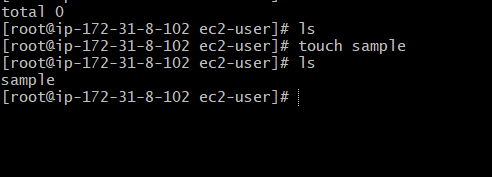 total 0
[root@ip-172-31-8-102 ec2-user]# ls
[root@ip-172-31-8-102 ec2-user]# touch sample
[root@ip-172-31-8-102 ec2-user]# ls
sample
[root@ip-172-31-8-102 ec2-user]#